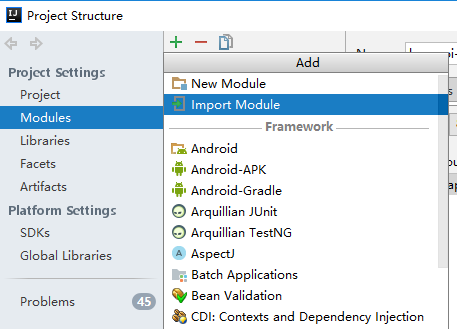 IJ
Project Structure
Project Settings
Project
Modules
Libraries
Facets
Artifacts
Platform Settings
SDKs
Global Libraries
Problems 45
Add
New Module
Import Module
Framework
Android
Android-APK
Android-Gradle
Arquillian JUnit
Arquillian TestNG
AspectJ
Batch Applications
Bean Validation
CDI: Contexts and Dependency Injection